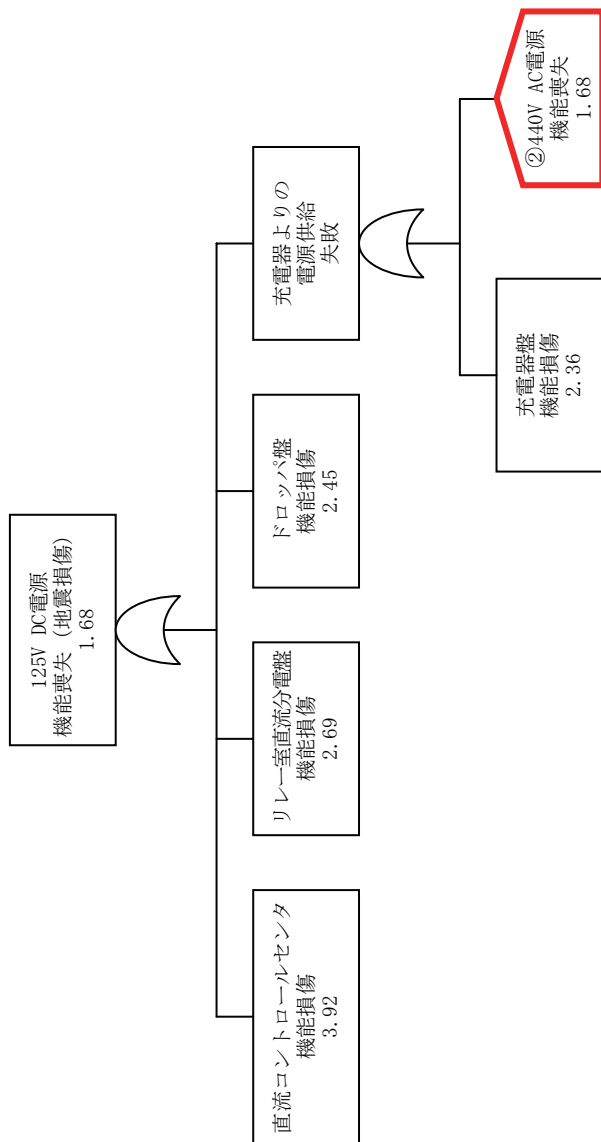 125V DC電源
機能喪失（地震損傷）
1.68
直流コントロールセンタ
機能損傷
3.92
リレー室直流分電盤
機能損傷
2.69
ドロッパ盤
機能損傷
2.45
充電器よりの
電源供給
失敗
充電器盤
機能損傷
2.36
②440V AC電源
機能喪失
1.68